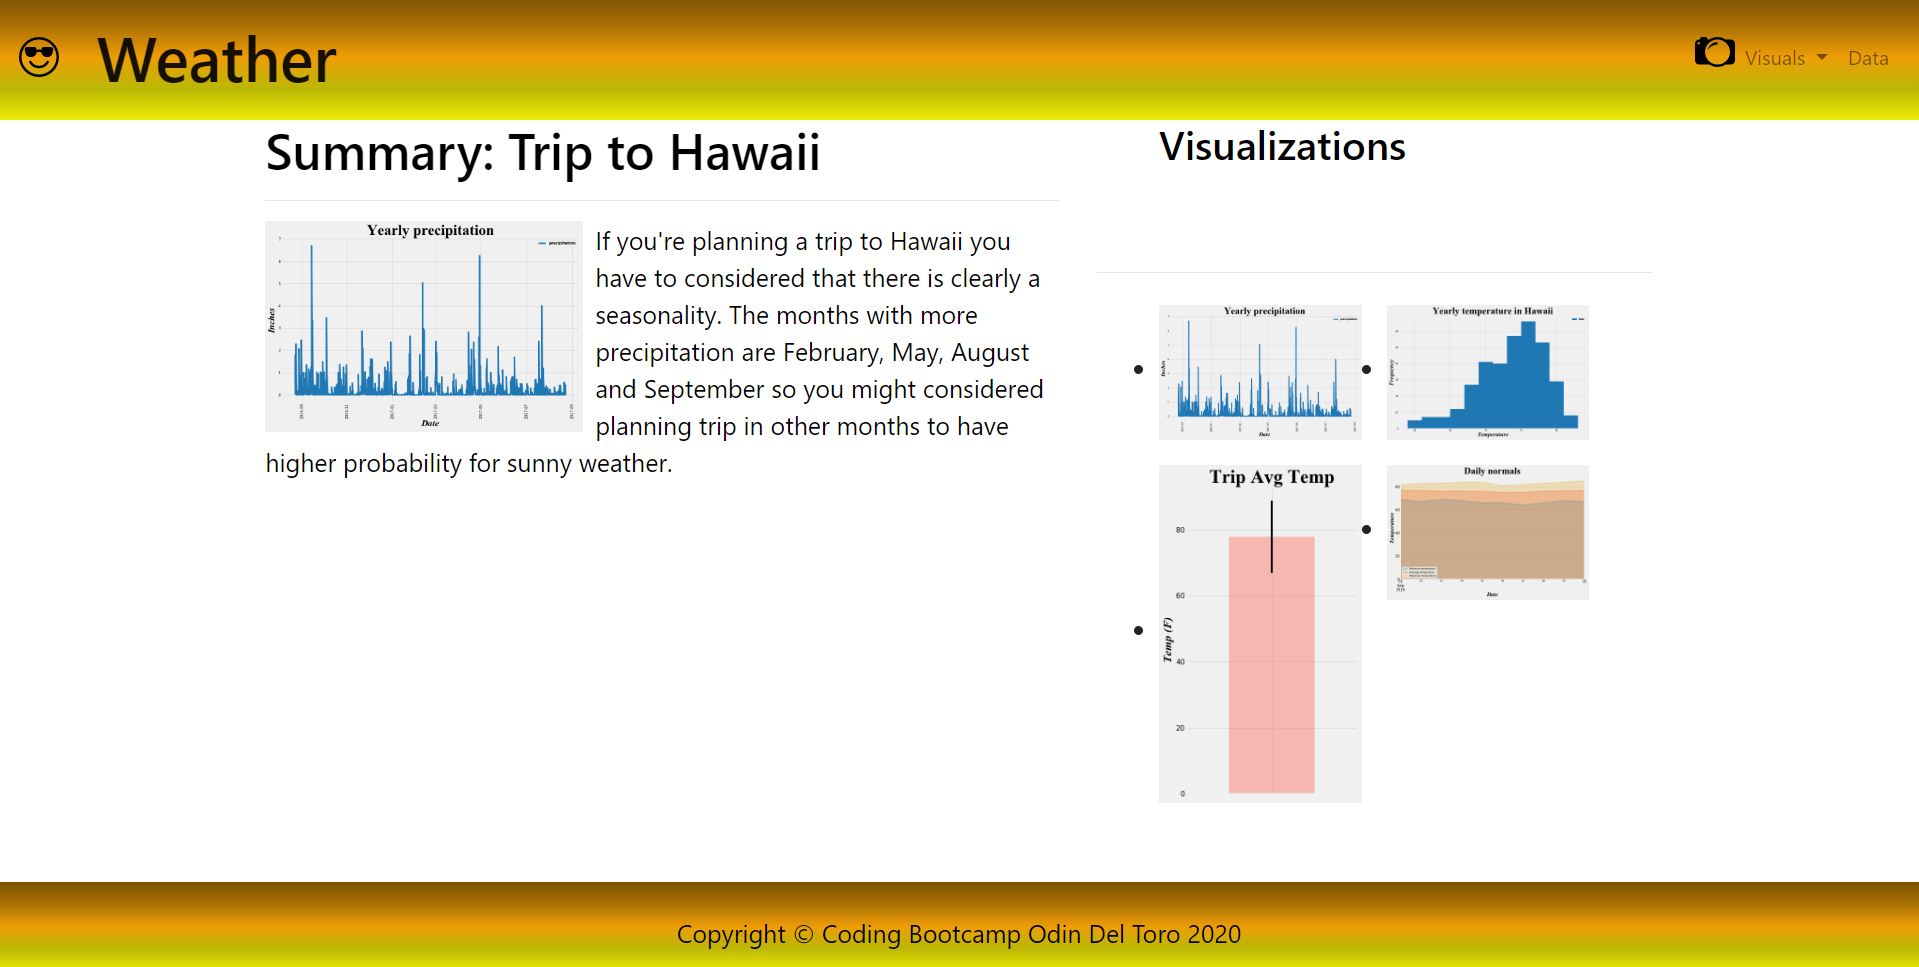 Weather
Visuals
Data
Summary: Trip to Hawaii
Yearly precipitation
precipitation
Inches
Date
If you're planning a trip to Hawaii you
have to considered that there is clearly a
seasonality. The months with more
precipitation are February, May, August
and September so you might considered
planning trip in other months to have
higher probability for sunny weather.
Visualizations
Yearly precipitation
Inches
Date
Yearly temperature in Hawaii
Frequency
Temperature
Trip Avg Temp
Temp (F)
80
60
40
20
0
Daily normals
Temperature
Date
Copyright © Coding Bootcamp Odin Del Toro 2020